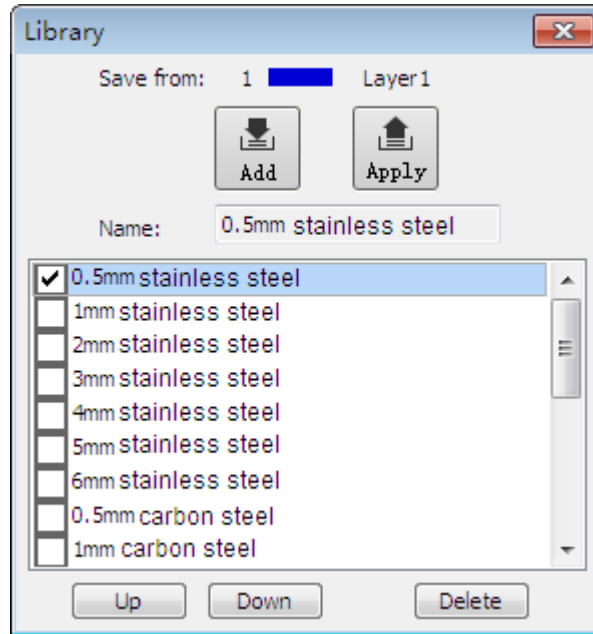 Library
Save from: 1 Layer1
Add Apply
Name: 0.5mm stainless steel
0.5mm stainless steel
1mm stainless steel
2mm stainless steel
3mm stainless steel
4mm stainless steel
5mm stainless steel
6mm stainless steel
0.5mm carbon steel
1mm carbon steel
Up Down Delete